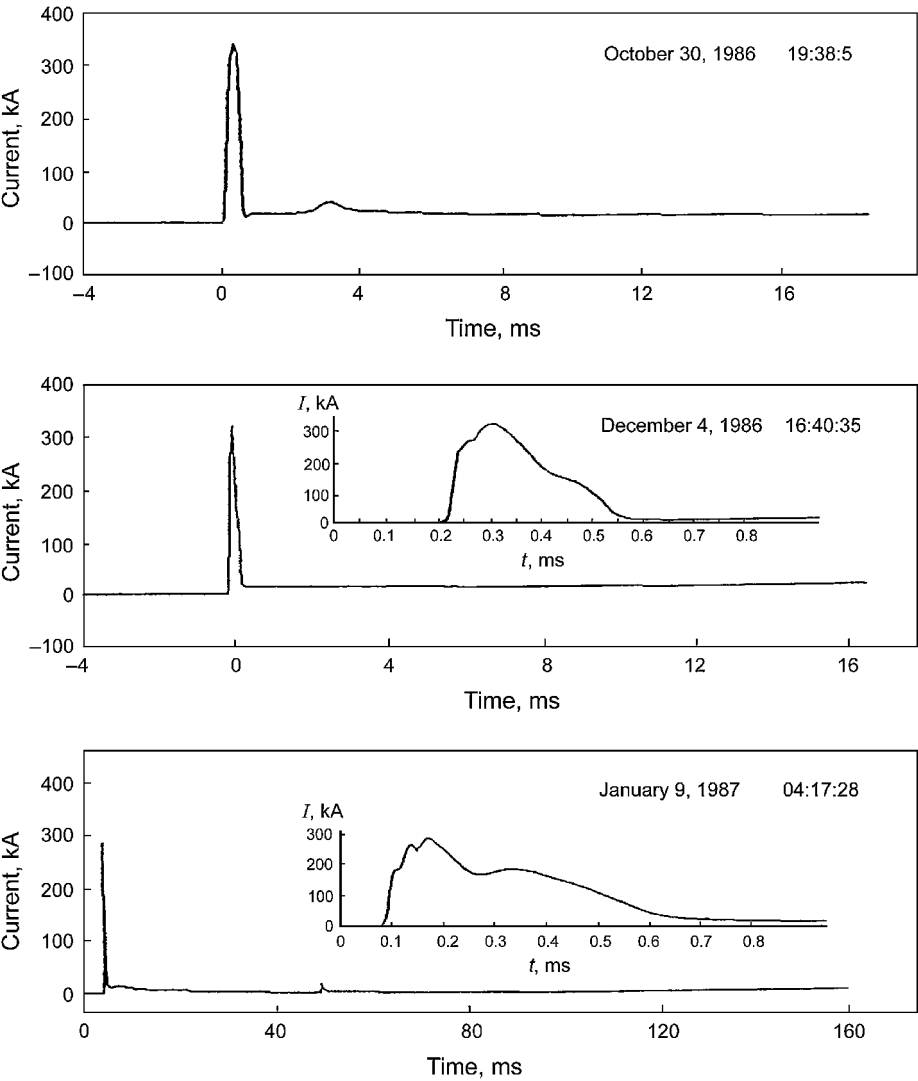 400
300
200
100
0
–100
Current, kA
October 30, 1986 19:38:5
–4 0 4 8 12 16
Time, ms
400
300
200
100
0
–100
Current, kA
December 4, 1986 16:40:35
I, kA
300
200
100
0
0 0.1 0.2 0.3 0.4 0.5 0.6 0.7 0.8
t, ms
–4 0 4 8 12 16
Time, ms
400
300
200
100
0
Current, kA
January 9, 1987 04:17:28
I, kA
300
200
100
0
0 0.1 0.2 0.3 0.4 0.5 0.6 0.7 0.8
t, ms
0 40 80 120 160
Time, ms